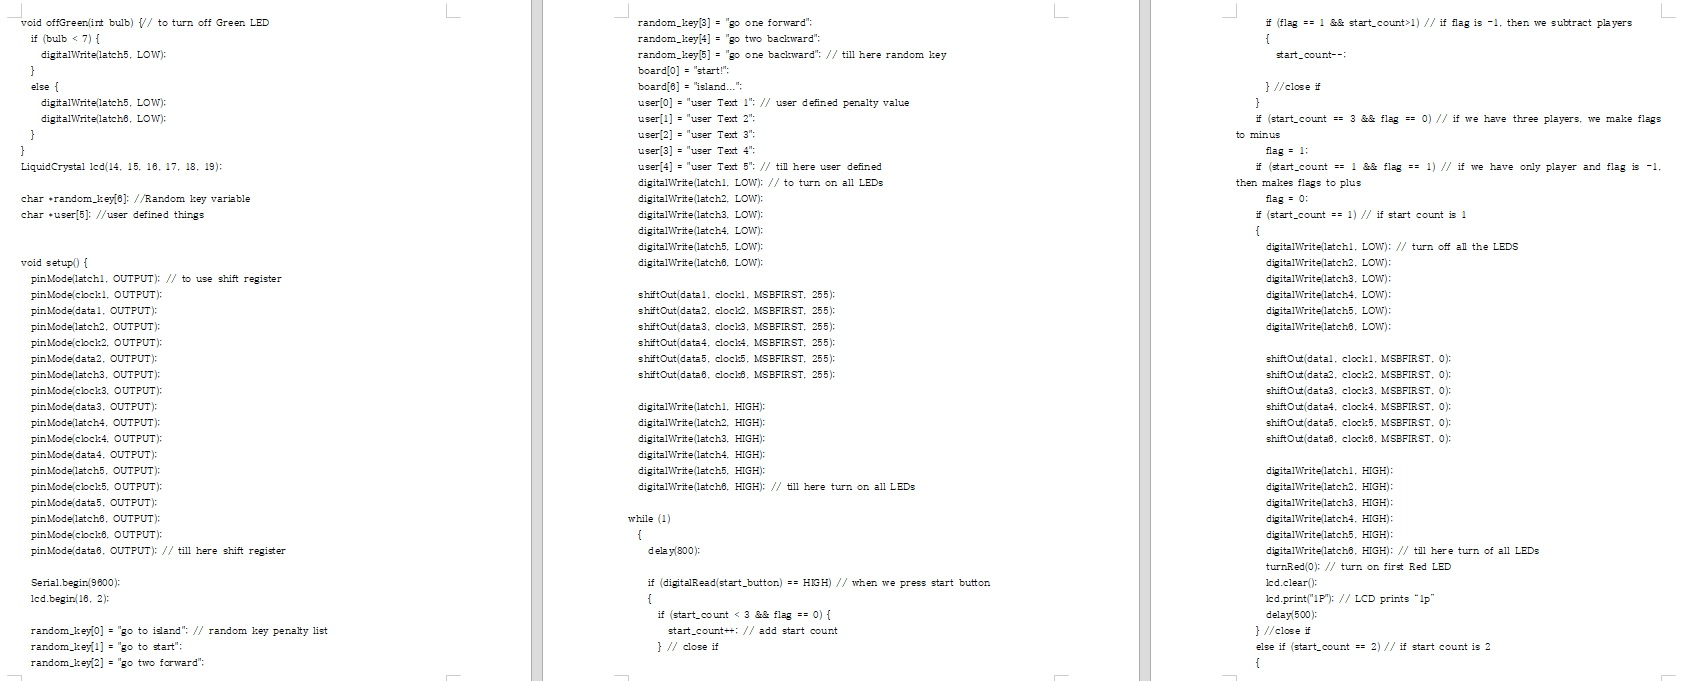 void offGreen(int bulb) {// to turn off Green LED
if (bulb < 7) {
digitalWrite(latch5, LOW);
}
else {
digitalWrite(latch5, LOW);
digitalWrite(latch6, LOW);
}
}
LiquidCrystal lcd(14, 15, 16, 17, 18, 19);
char *random_key[6]; //Random key variable
char *user[5]; //user defined things
void setup() {
pinMode(latch1, OUTPUT); // to use shift register
pinMode(clock1, OUTPUT);
pinMode(data1, OUTPUT);
pinMode(latch2, OUTPUT);
pinMode(clock2, OUTPUT);
pinMode(data2, OUTPUT);
pinMode(latch3, OUTPUT);
pinMode(clock3, OUTPUT);
pinMode(data3, OUTPUT);
pinMode(latch4, OUTPUT);
pinMode(clock4, OUTPUT);
pinMode(data4, OUTPUT);
pinMode(latch5, OUTPUT);
pinMode(clock5, OUTPUT);
pinMode(data5, OUTPUT);
pinMode(latch6, OUTPUT);
pinMode(clock6, OUTPUT);
pinMode(data6, OUTPUT); // till here shift register
Serial.begin(9600);
lcd.begin(16, 2);
random_key[0] = "go to island"; // random key penalty list
random_key[1] = "go to start";
random_key[2] = "go two forward";
random_key[3] = "go one forward";
random_key[4] = "go two backward";
random_key[5] = "go one backward"; // till here random key
board[0] = "start!";
board[6] = "island...";
user[0] = "user Text 1"; // user defined penalty value
user[1] = "user Text 2";
user[2] = "user Text 3";
user[3] = "user Text 4";
user[4] = "user Text 5"; // till here user defined
digitalWrite(latch1, LOW); // to turn on all LEDs
digitalWrite(latch2, LOW);
digitalWrite(latch3, LOW);
digitalWrite(latch4, LOW);
digitalWrite(latch5, LOW);
digitalWrite(latch6, LOW);
shiftOut(data1, clock1, MSBFIRST, 255);
shiftOut(data2, clock2, MSBFIRST, 255);
shiftOut(data3, clock3, MSBFIRST, 255);
shiftOut(data4, clock4, MSBFIRST, 255);
shiftOut(data5, clock5, MSBFIRST, 255);
shiftOut(data6, clock6, MSBFIRST, 255);
digitalWrite(latch1, HIGH);
digitalWrite(latch2, HIGH);
digitalWrite(latch3, HIGH);
digitalWrite(latch4, HIGH);
digitalWrite(latch5, HIGH);
digitalWrite(latch6, HIGH); // till here turn on all LEDs
while (1)
{
delay(800);
if (digitalRead(start_button) == HIGH) // when we press start button
{
if (start_count < 3 && flag == 0) {
start_count++; // add start count
} // close if
if (flag == 1 && start_count>1) // if flag is -1, then we subtract players
{
start_count--;
} //close if
}
if (start_count == 3 && flag == 0) // if we have three players, we make flags
to minus
flag = 1;
if (start_count == 1 && flag == 1) // if we have only player and flag is -1,
then makes flags to plus
flag = 0;
if (start_count == 1) // if start count is 1
{
digitalWrite(latch1, LOW); // turn off all the LEDS
digitalWrite(latch2, LOW);
digitalWrite(latch3, LOW);
digitalWrite(latch4, LOW);
digitalWrite(latch5, LOW);
digitalWrite(latch6, LOW);
shiftOut(data1, clock1, MSBFIRST, 0);
shiftOut(data2, clock2, MSBFIRST, 0);
shiftOut(data3, clock3, MSBFIRST, 0);
shiftOut(data4, clock4, MSBFIRST, 0);
shiftOut(data5, clock5, MSBFIRST, 0);
shiftOut(data6, clock6, MSBFIRST, 0);
digitalWrite(latch1, HIGH);
digitalWrite(latch2, HIGH);
digitalWrite(latch3, HIGH);
digitalWrite(latch4, HIGH);
digitalWrite(latch5, HIGH);
digitalWrite(latch6, HIGH); // till here turn of all LEDs
turnRed(0); // turn on first Red LED
lcd.clear();
lcd.print("1P"); // LCD prints "1p"
delay(500);
} //close if
else if (start_count == 2) // if start count is 2
{